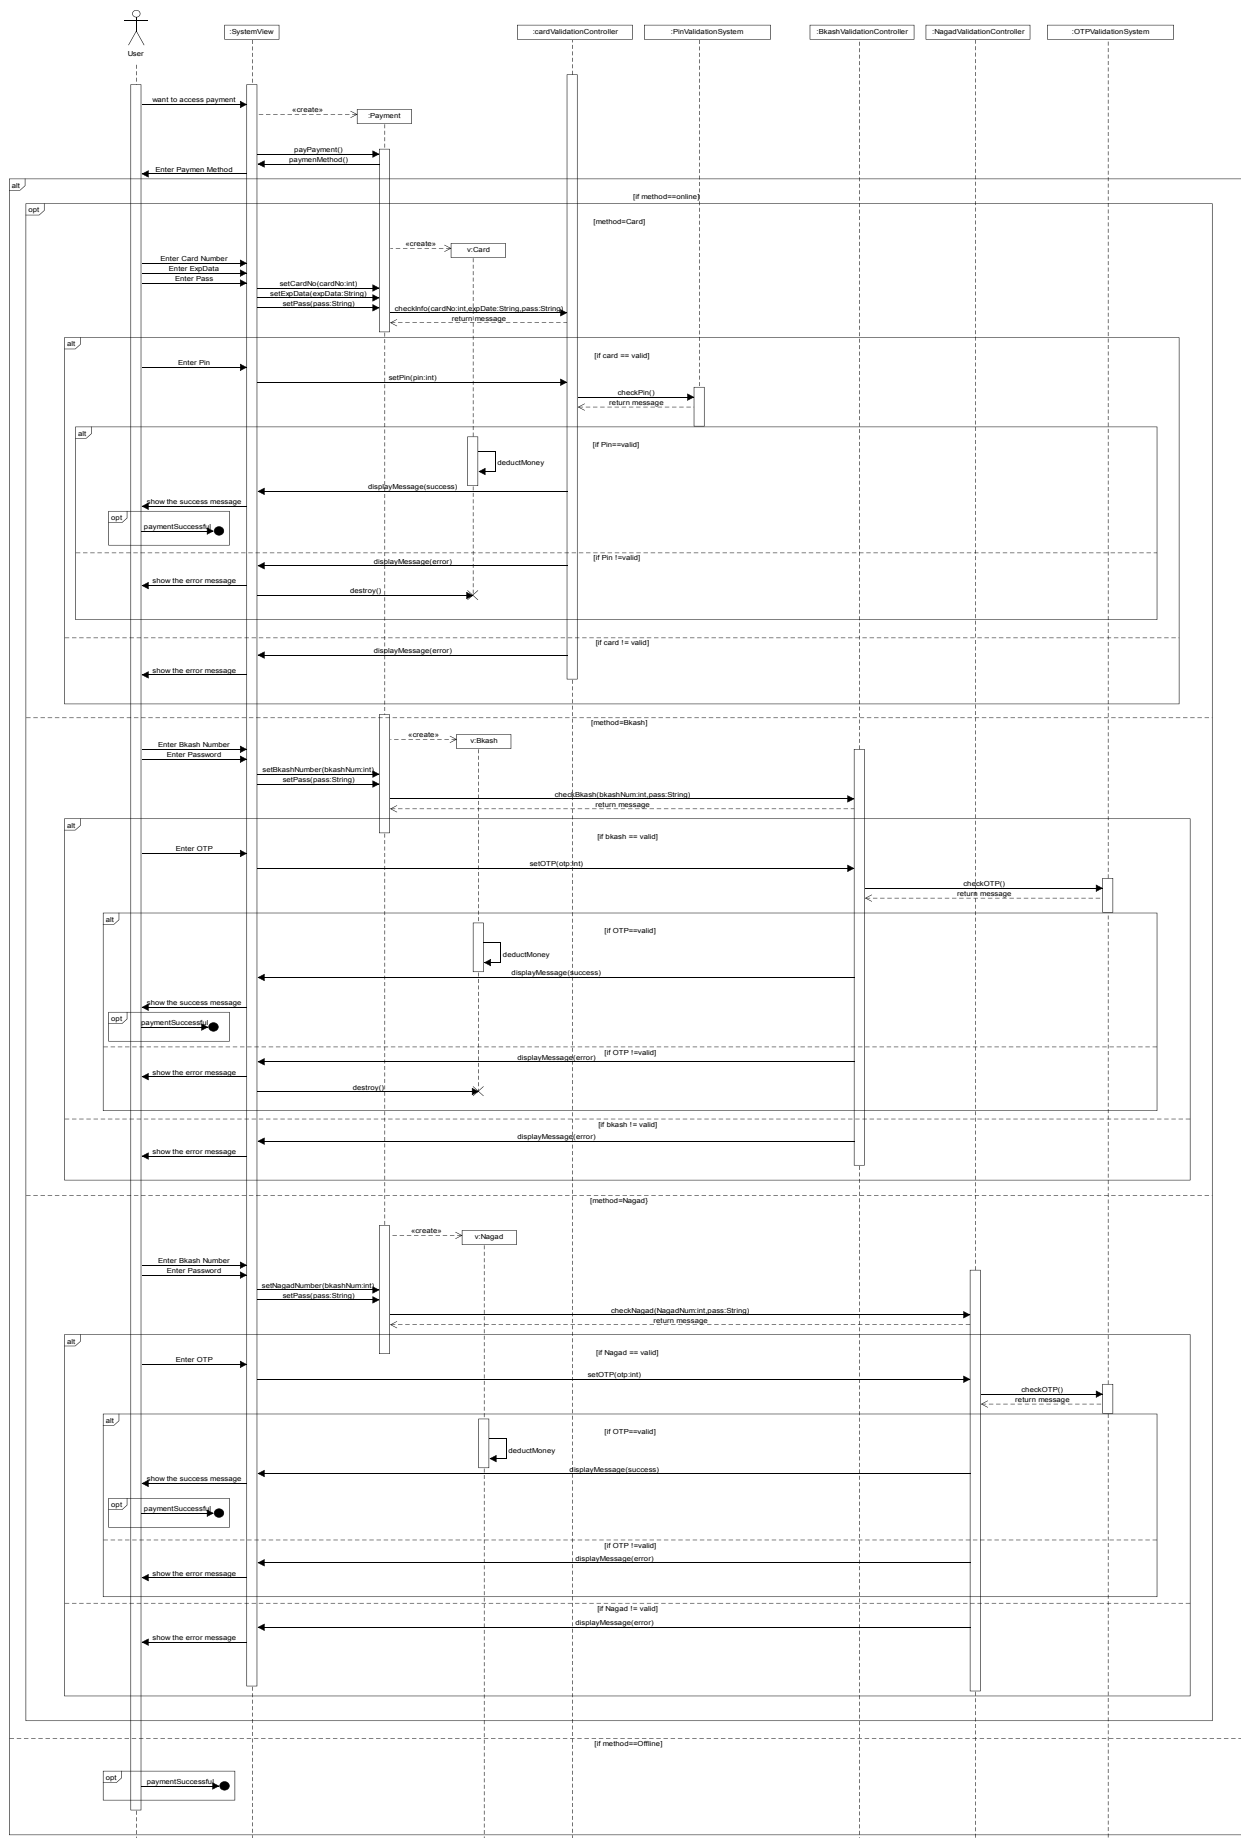 :SystemView
:cardValidationController
:PinValidationSystem
:BkashValidationController
:NagadValidationController
:OTPValidationSystem
User
want to access payment
«create»
:Payment
payPayment()
paymenMethod()
Enter Paymen Method
alt
[if method==online}
opt
[method=Card]
«create»
v:Card
Enter Card Number
Enter ExpData
Enter Pass
setCardNo(cardNo:int)
setExpData(expData:String)
setPass(pass:String)
checkInfo(cardNo:int,expDate:String,pass:String)
return message
alt
[if card == valid]
Enter Pin
setPin(pin:int)
checkPin()
return message
alt
[if Pin==valid]
deductMoney
displayMessage(success)
show the success message
opt
paymentSuccessful
[if Pin !=valid]
displayMessage(error)
show the error message
destroy()
[if card != valid]
displayMessage(error)
show the error message
[method=Bkash]
«create»
v:Bkash
Enter Bkash Number
Enter Password
setBkashNumber(bkashNum:int)
setPass(pass:String)
checkBkash(bkashNum:int,pass:String)
return message
alt
[if bkash == valid]
Enter OTP
setOTP(otp:int)
checkOTP()
return message
alt
[if OTP==valid]
deductMoney
displayMessage(success)
show the success message
opt
paymentSuccessful
[if OTP !=valid]
displayMessage(error)
show the error message
destroy()
[if bkash != valid]
displayMessage(error)
show the error message
[method=Nagad}
«create»
v:Nagad
Enter Bkash Number
Enter Password
setNagadNumber(bkashNum:int)
setPass(pass:String)
checkNagad(NagadNum:int,pass:String)
return message
alt
[if Nagad == valid]
Enter OTP
setOTP(otp:int)
checkOTP()
return message
alt
[if OTP==valid]
deductMoney
displayMessage(success)
show the success message
opt
paymentSuccessful
[if OTP !=valid]
displayMessage(error)
show the error message
[if Nagad != valid]
displayMessage(error)
show the error message
[if method==Offline]
opt
paymentSuccessful